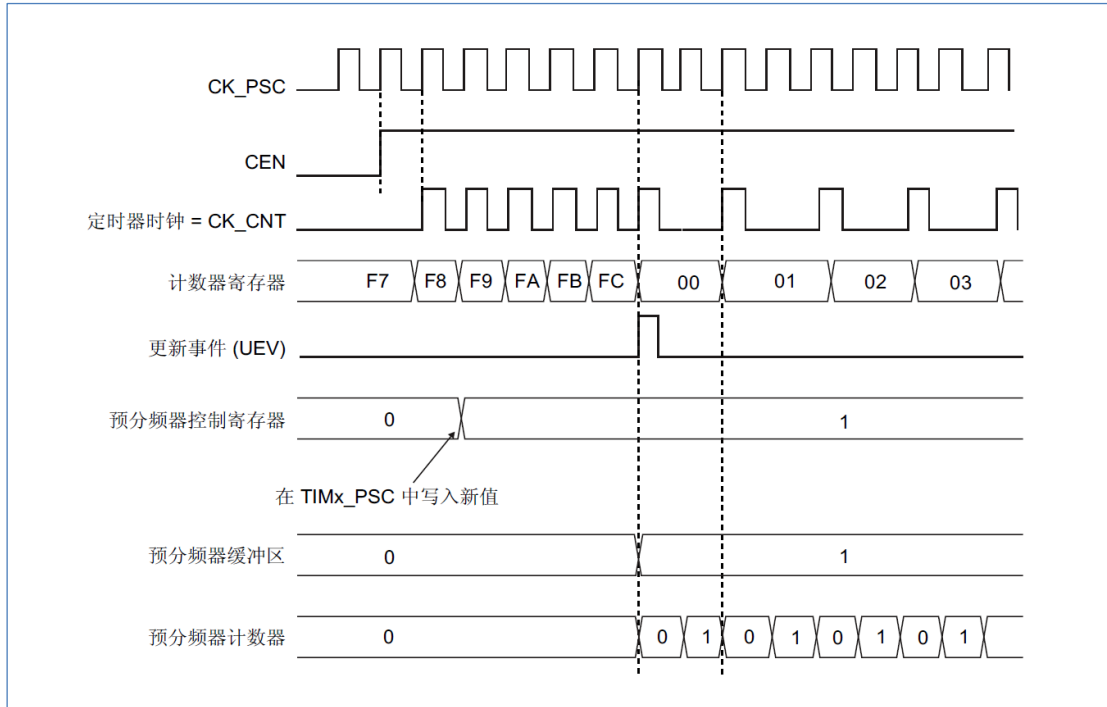 CK_PSC
CEN
定时器时钟 = CK_CNT
计数器寄存器 F7 F8 F9 FA FB FC 00 01 02 03
更新事件 (UEV)
预分频器控制寄存器 0 1
在 TIMx_PSC 中写入新值
预分频器缓冲区 0 1
预分频器计数器 0 0 1 0 1 0 1 0 1